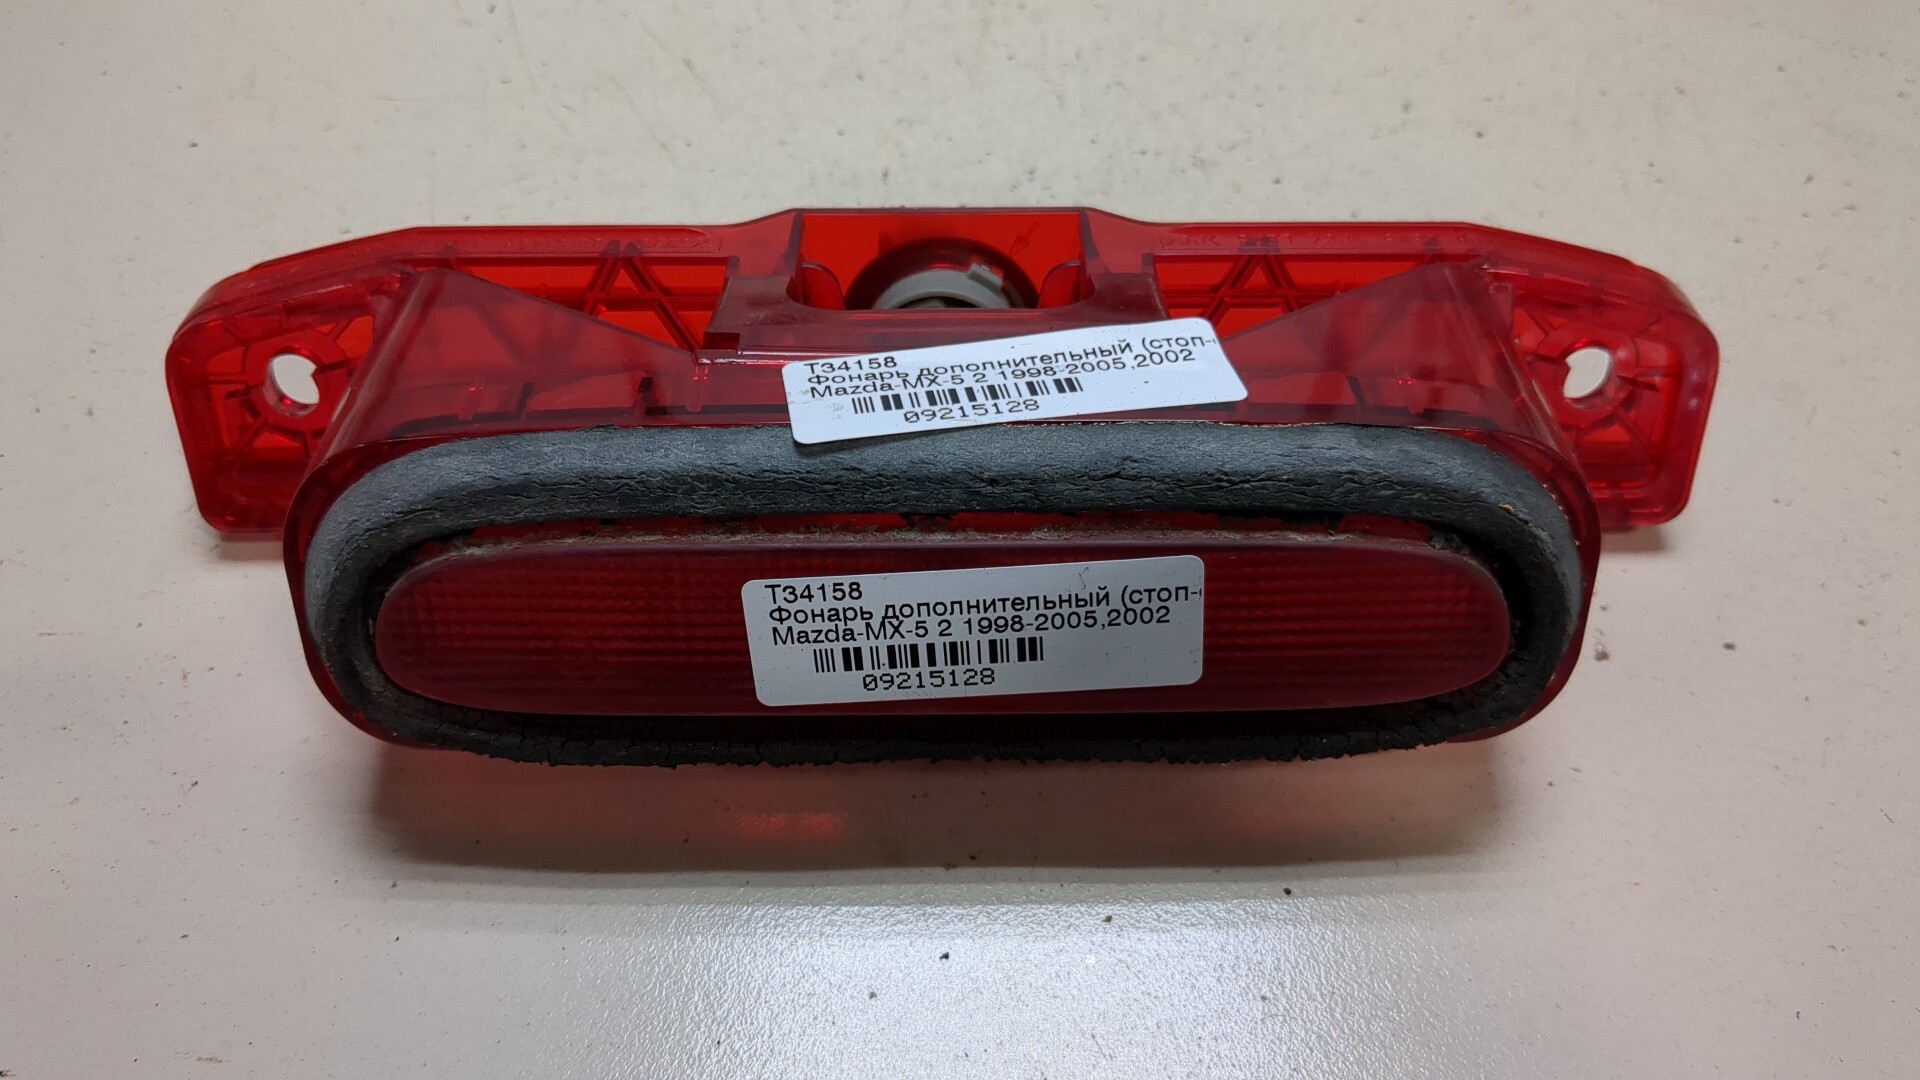 T34158
Фонарь дополнительный (стоп-
Mazda-MX-5 2 1998-2005,2002
09215128
T34158
Фонарь дополнительный (стоп-
Mazda-MX-5 2 1998-2005,2002
09215128